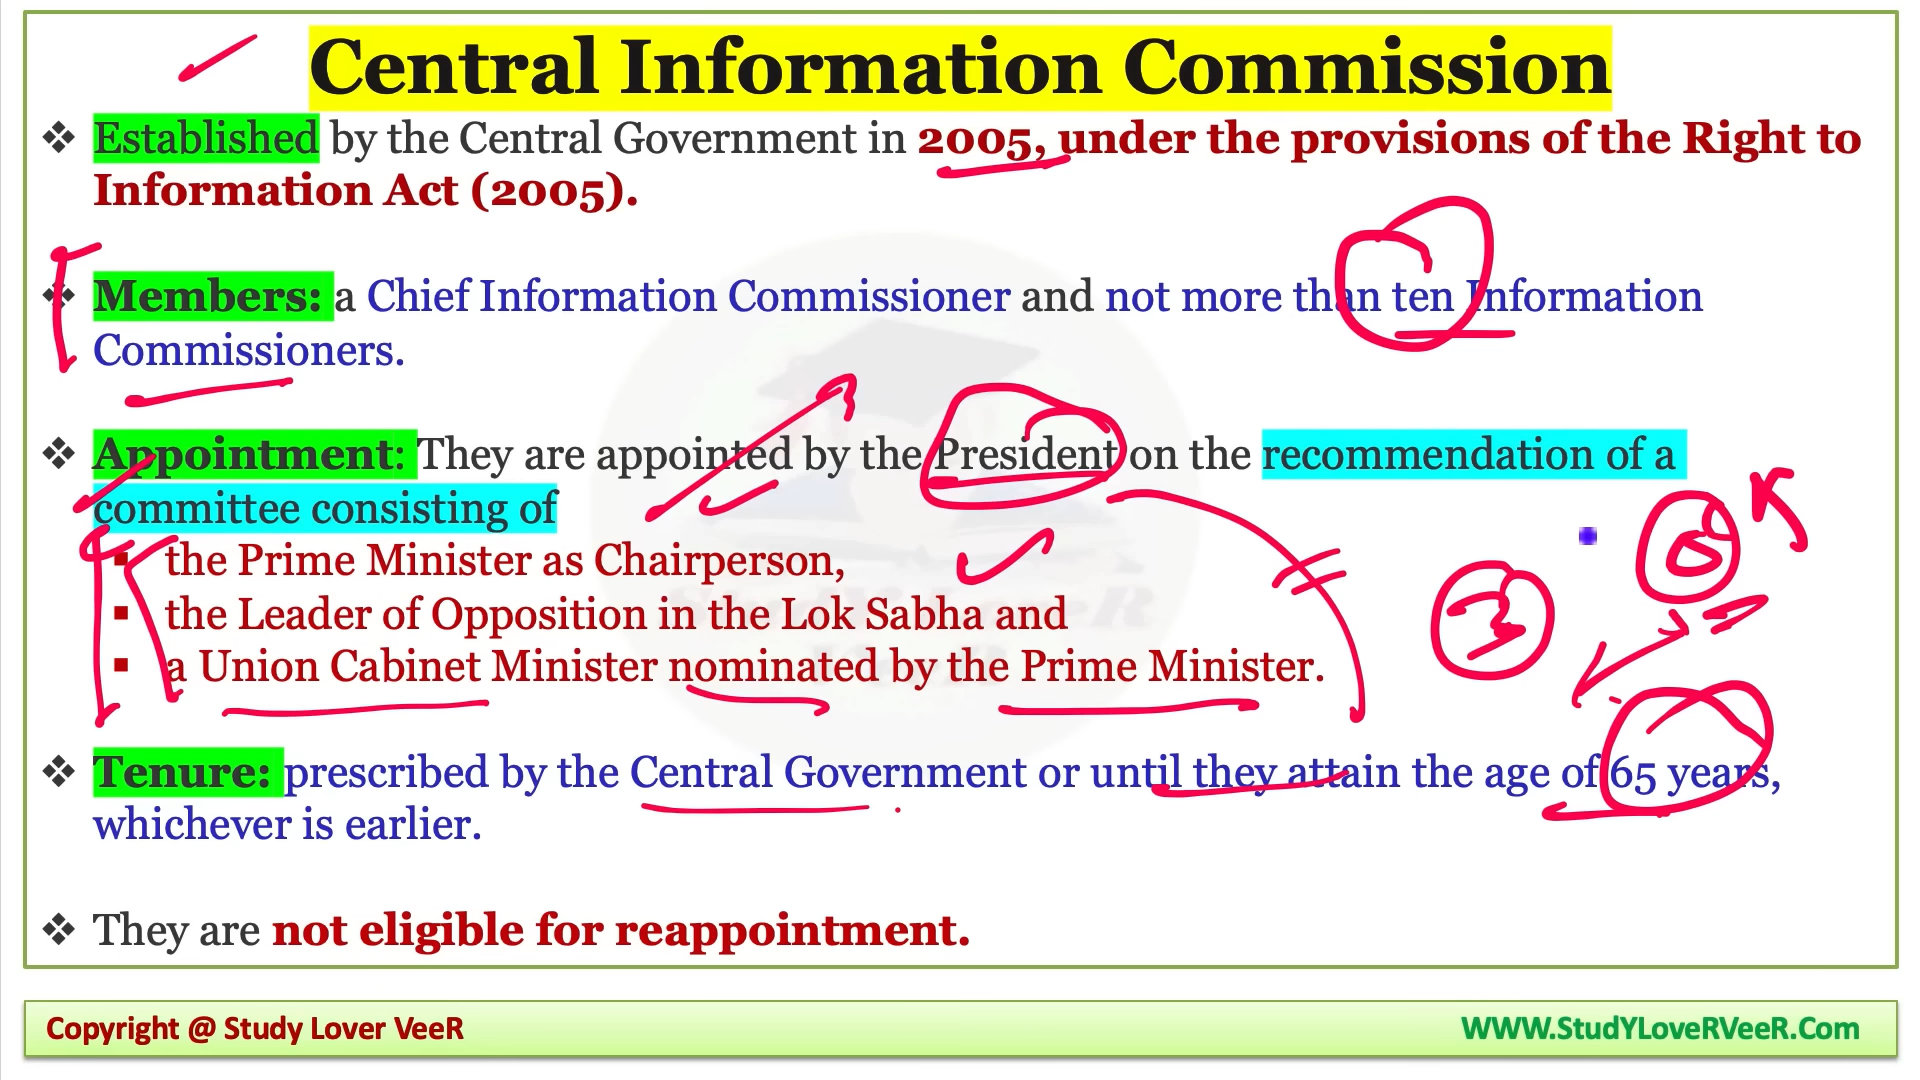 Central Information Commission
❖ Established by the Central Government in 2005, under the provisions of the Right to
Information Act (2005).
❖ Members: a Chief Information Commissioner and not more than ten Information
Commissioners.
❖ Appointment: They are appointed by the President on the recommendation of a
committee consisting of
▪ the Prime Minister as Chairperson,
▪ the Leader of Opposition in the Lok Sabha and
▪ a Union Cabinet Minister nominated by the Prime Minister.
3
❖ Tenure: prescribed by the Central Government or until they attain the age of 65 years,
whichever is earlier.
❖ They are not eligible for reappointment.
Copyright @ Study Lover VeeR
WWW.StudYLoveRVeeR.Com